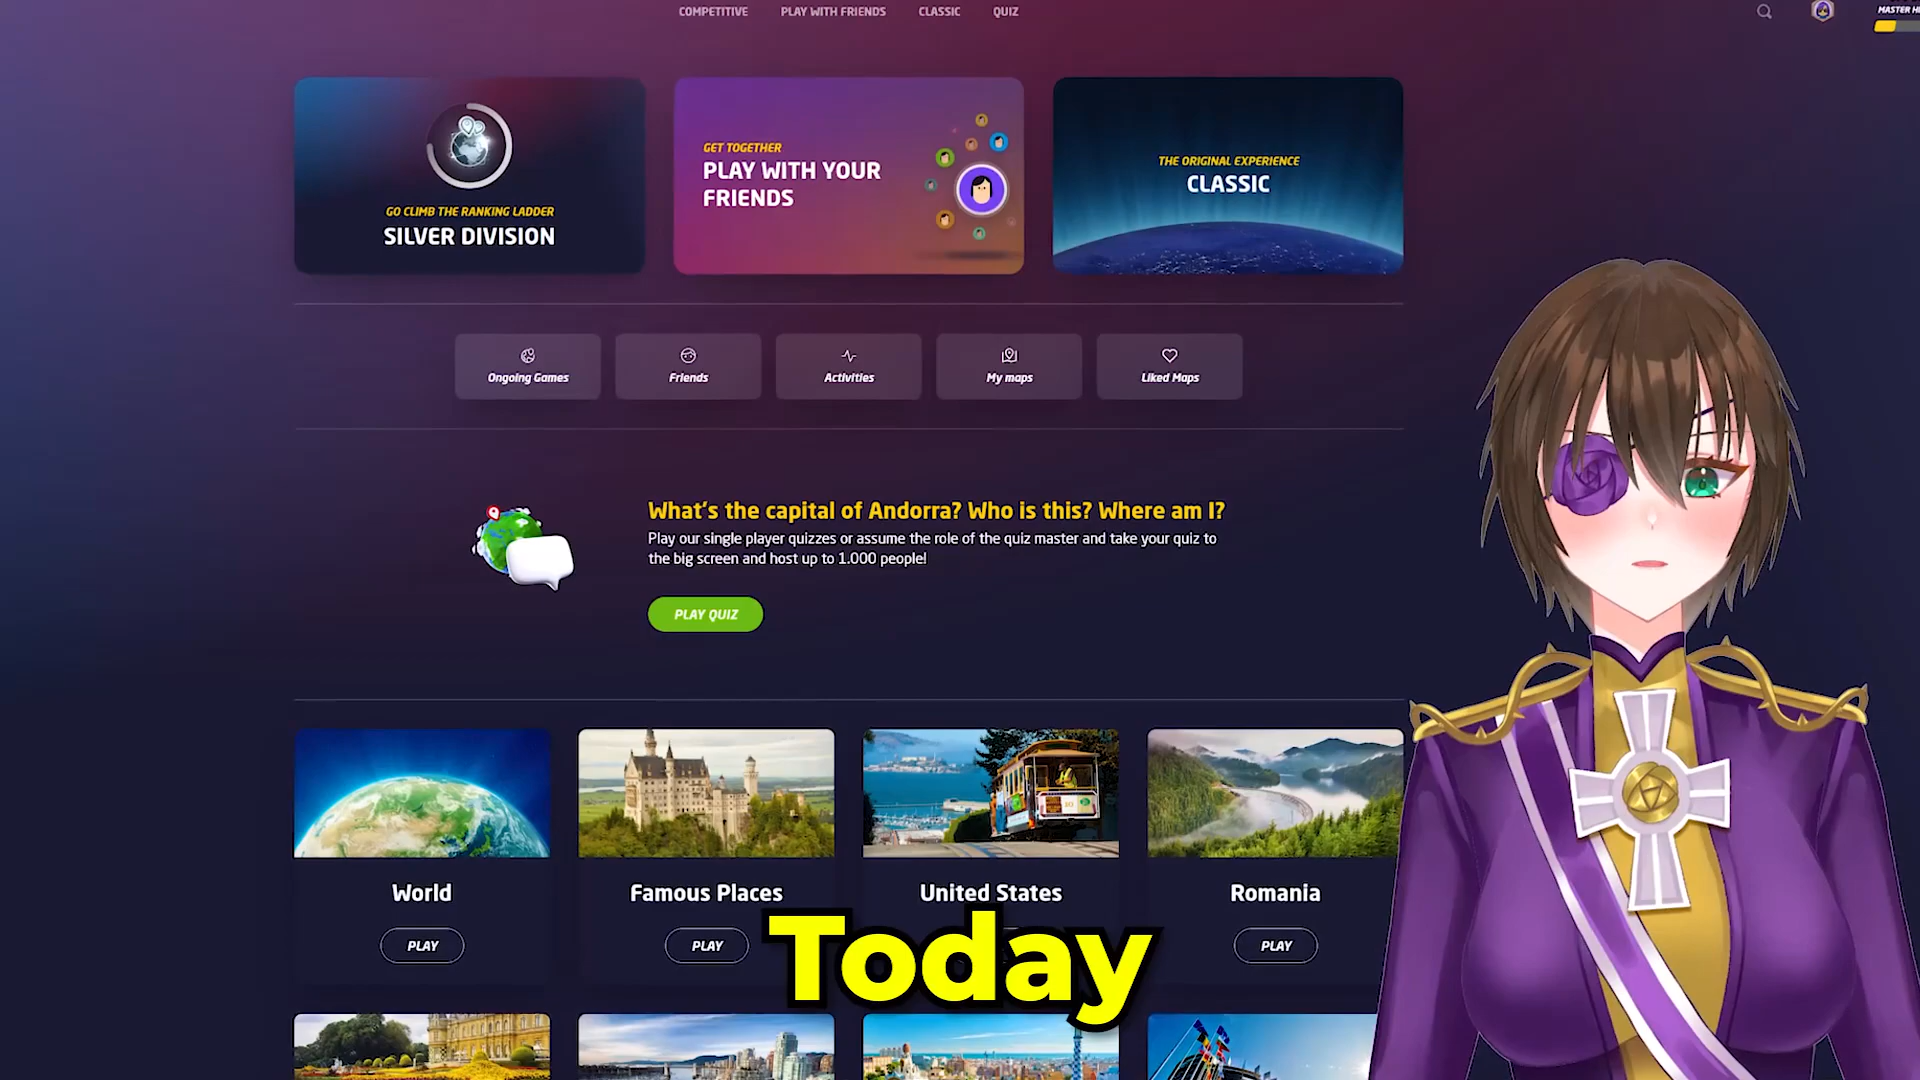 COMPETITIVE PLAY WITH FRIENDS CLASSIC QUIZ
MASTER
GO CLIMB THE RANKING LADDER
SILVER DIVISION
GET TOGETHER
PLAY WITH YOUR
FRIENDS
THE ORIGINAL EXPERIENCE
CLASSIC
Ongoing Games
Friends
Activities
My maps
Liked Maps
What's the capital of Andorra? Who is this? Where am I?
Play our single player quizzes or assume the role of the quiz master and take your quiz to
the big screen and host up to 1.000 people!
PLAY QUIZ
World
Famous Places
United States
Romania
PLAY
PLAY
PLAY
Today